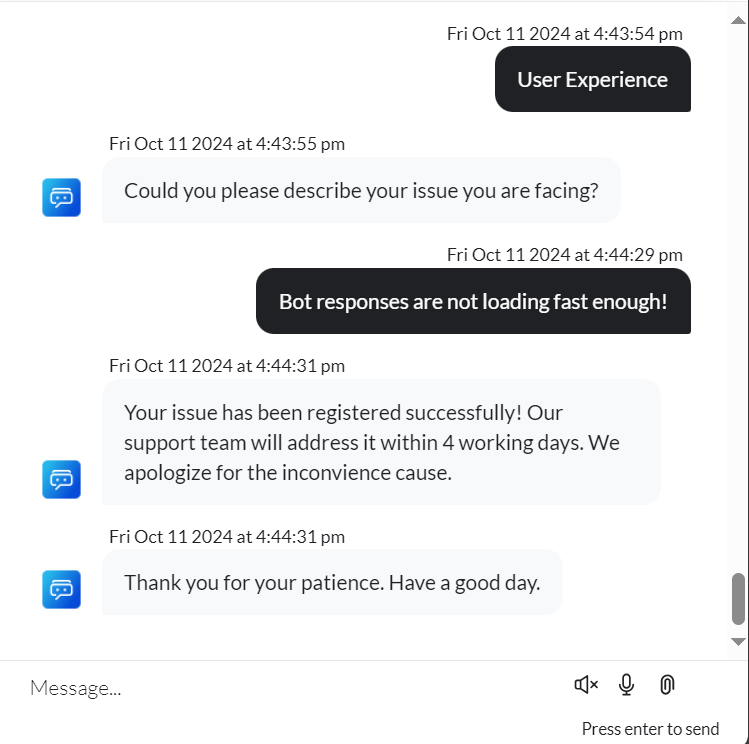 Fri Oct 11 2024 at 4:43:54 pm
User Experience
Fri Oct 11 2024 at 4:43:55 pm
Could you please describe your issue you are facing?
Fri Oct 11 2024 at 4:44:29 pm
Bot responses are not loading fast enough!
Fri Oct 11 2024 at 4:44:31 pm
Your issue has been registered successfully! Our
support team will address it within 4 working days. We
apologize for the inconvience cause.
Fri Oct 11 2024 at 4:44:31 pm
Thank you for your patience. Have a good day.
Message...
Press enter to send